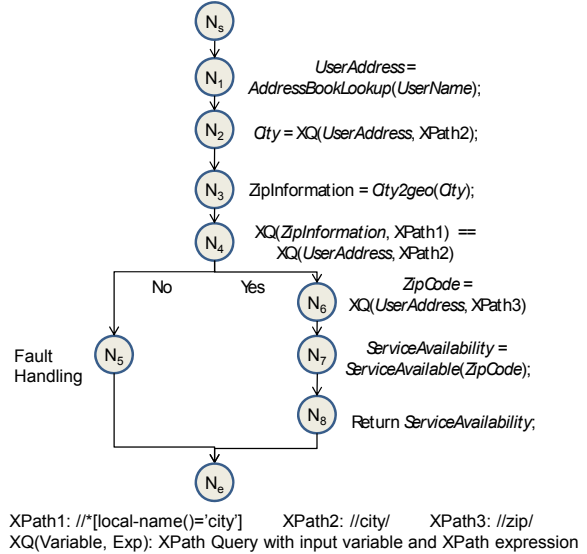 Ns
N1
UserAddress=
AddressBookLookup(UserName);
N2
City = XQ(UserAddress, XPath2);
N3
ZipInformation = City2geo(City);
N4
XQ(ZipInformation, XPath1) ==
XQ(UserAddress, XPath2)
No
Yes
N6
ZipCode =
XQ(UserAddress, XPath3)
Fault
Handling
N5
N7
ServiceAvailability =
ServiceAvailable(ZipCode);
N8
Return ServiceAvailability;
Ne
XPath1: //*[local-name()='city'] XPath2: //city/ XPath3: //zip/
XQ(Variable, Exp): XPath Query with input variable and XPath expression